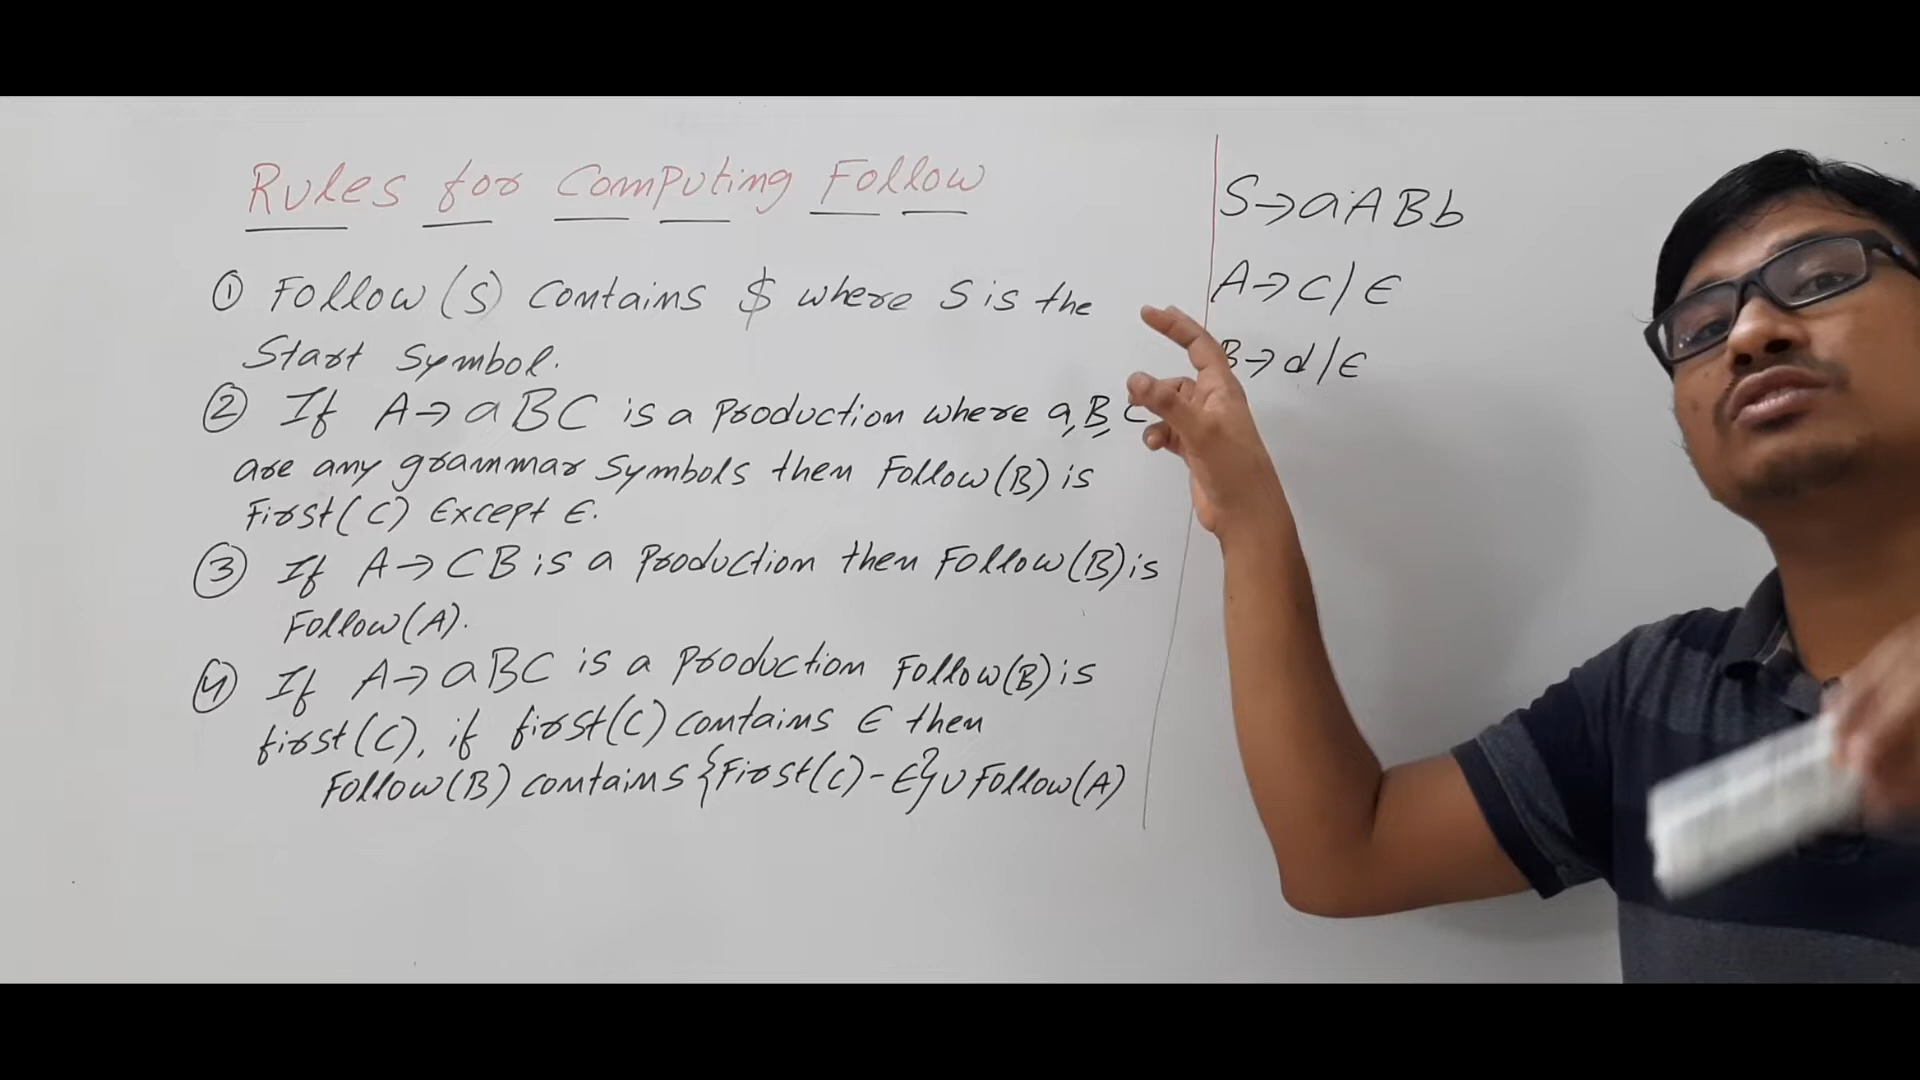 Rules for Computing Follow
① Follow(S) contains $ where S is the
Start Symbol.
② If A→aBC is a Production where a,B,C
are any grammar Symbols then Follow(B) is
First(C) Except ϵ.
③ If A→CB is a Production then Follow(B) is
Follow(A).
④ If A→aBC is a Production Follow(B) is
first(C), if first(C) contains ϵ then
Follow(B) contains {First(C)-ϵ}∪Follow(A)
S→aABb
A→c/ϵ
B→d/ϵ